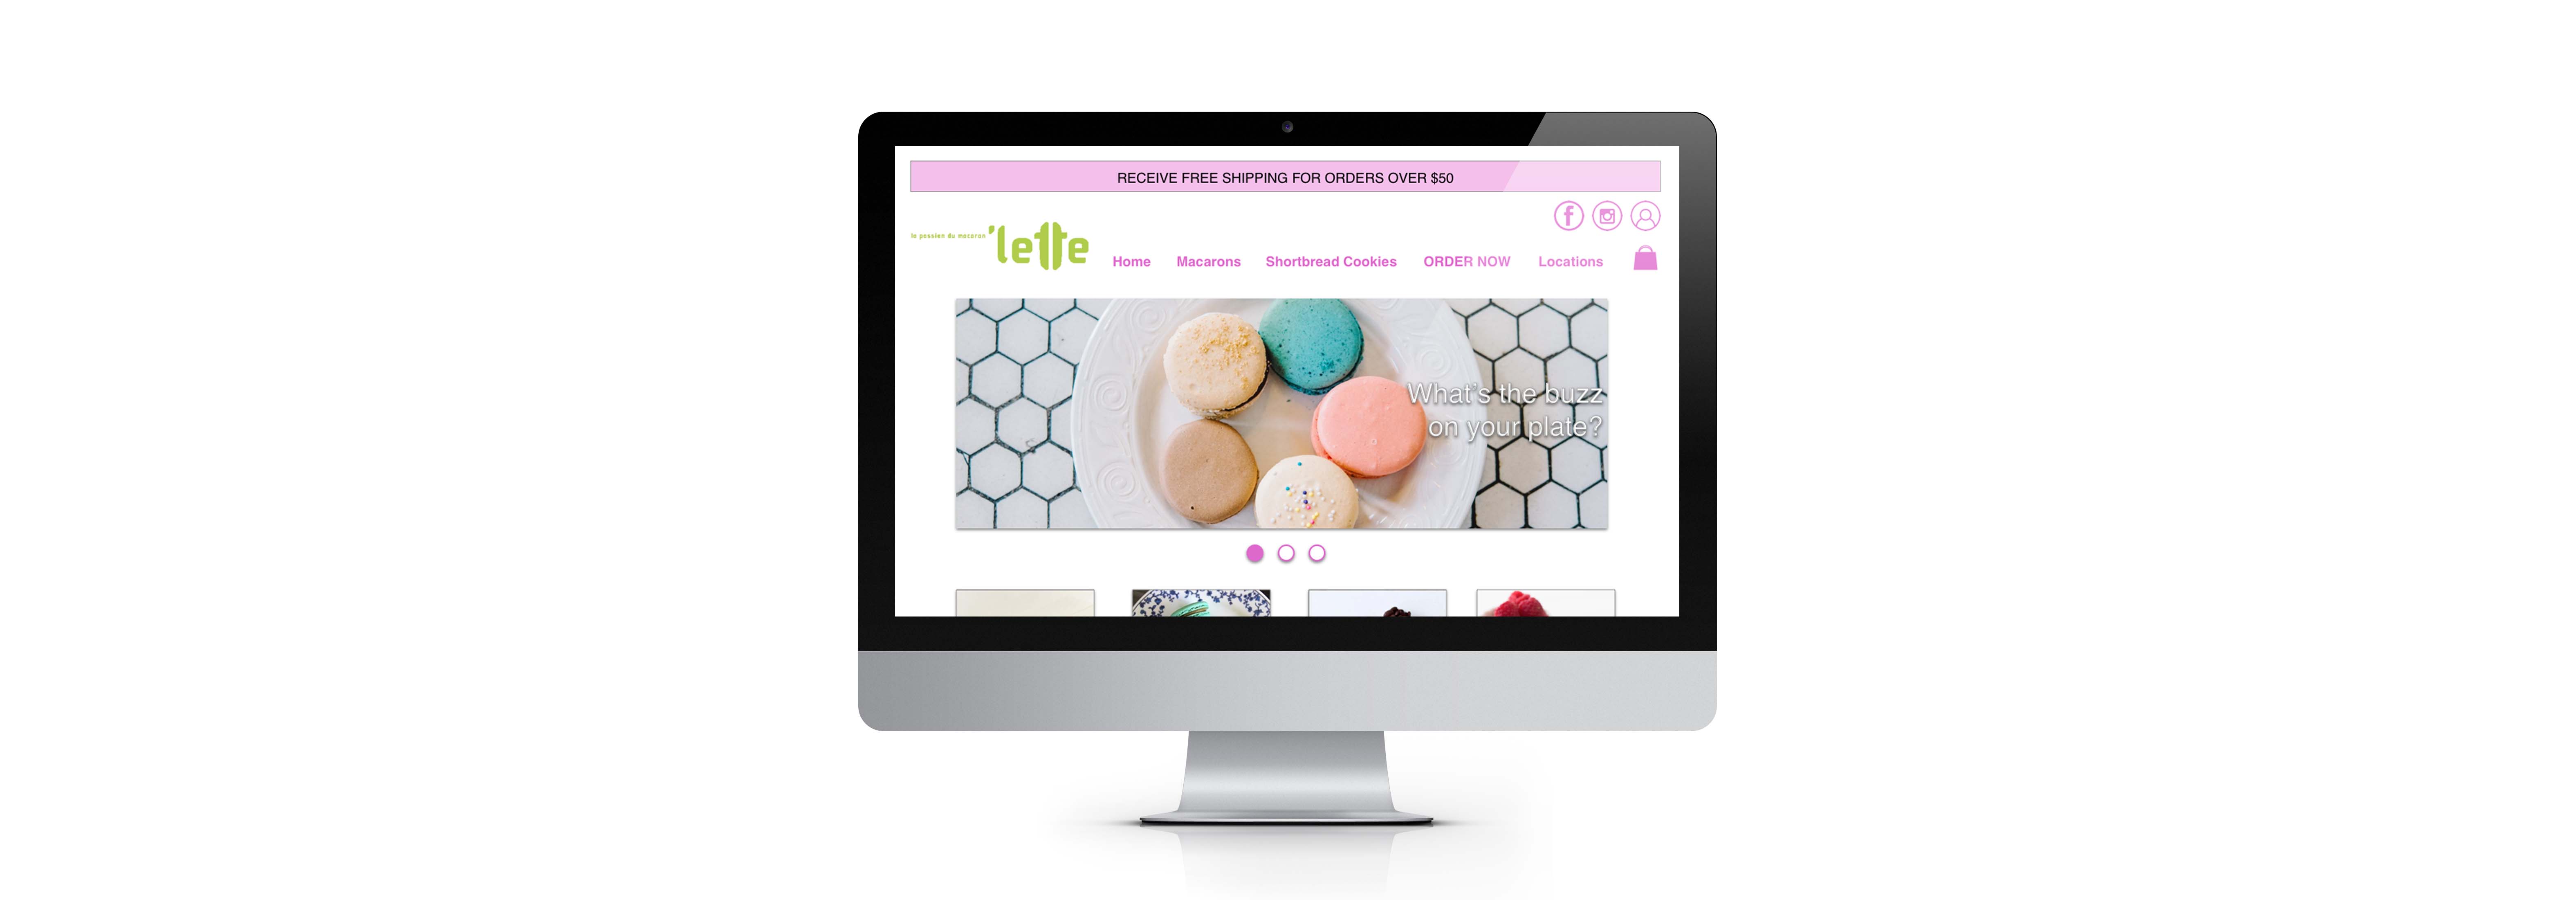 RECEIVE FREE SHIPPING FOR ORDERS OVER $50
la passion du macaron 'lette
Home Macarons Shortbread Cookies ORDER NOW Locations
What's the buzz
on your plate?